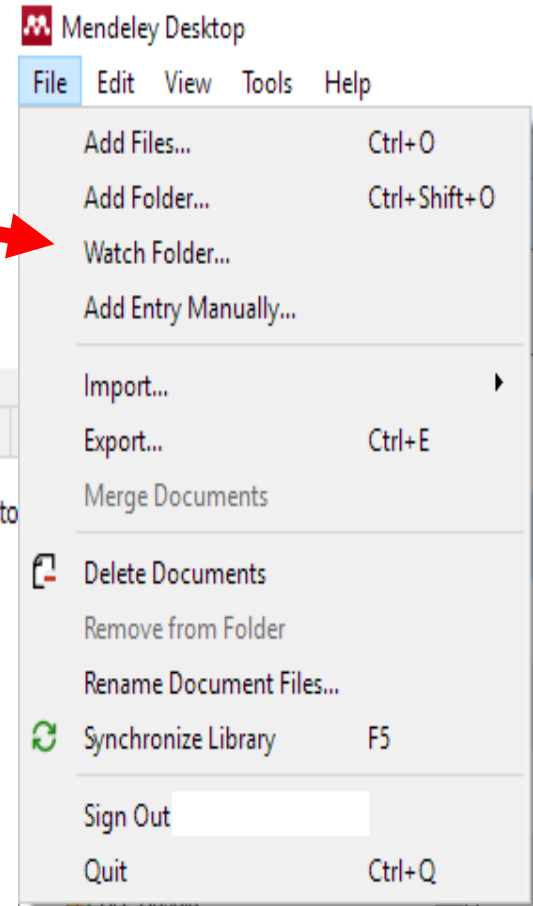 Mendeley Desktop
File Edit View Tools Help
Add Files... Ctrl+O
Add Folder... Ctrl+Shift+O
Watch Folder...
Add Entry Manually...
Import...
Export... Ctrl+E
Merge Documents
to
Delete Documents
Remove from Folder
Rename Document Files...
Synchronize Library F5
Sign Out
Quit Ctrl+Q